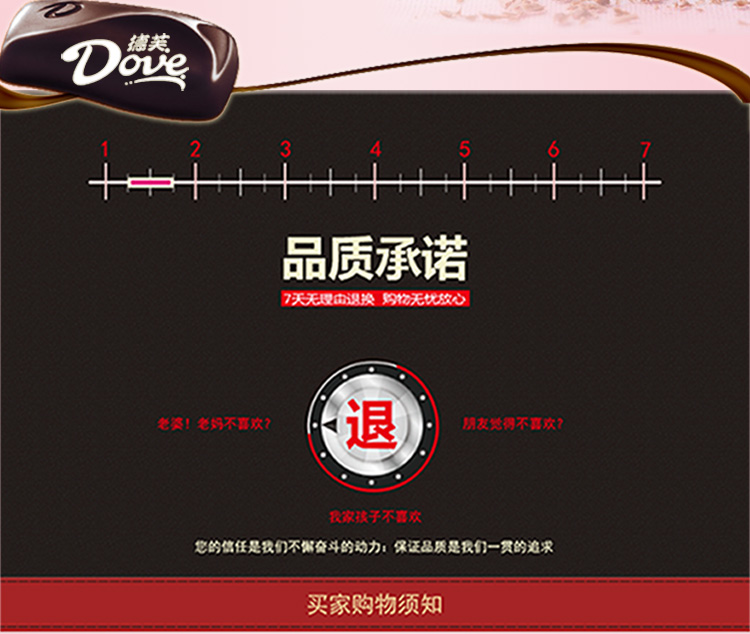 德芙
Dove
1 2 3 4 5 6 7
品质承诺
7天无理由退换 购物无忧放心
老婆！老妈不喜欢？
退
朋友觉得不喜欢？
我家孩子不喜欢
您的信任是我们不懈奋斗的动力；保证品质是我们一贯的追求
买家购物须知